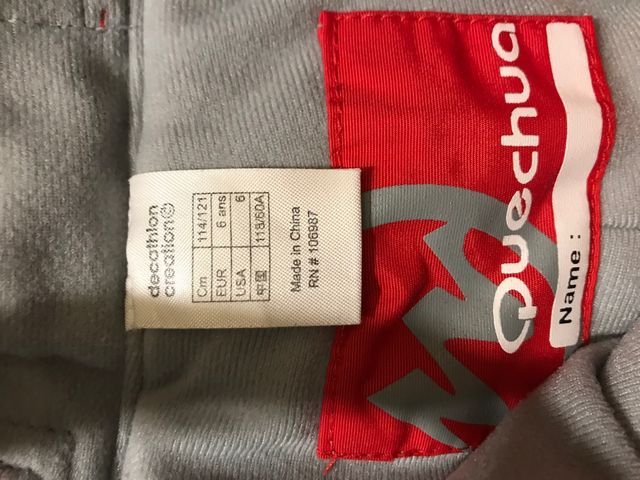 decathlon
creation©
Cm 114/121
EUR 6 ans
USA 6
中国 118/60A
Made in China
RN # 106987
Quechua
Name :